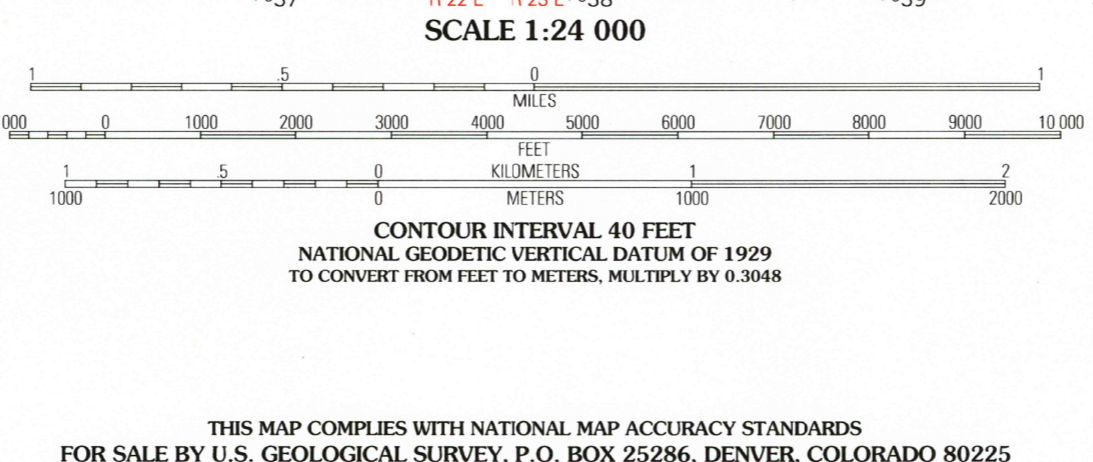 SCALE 1:24 000
1 .5 0 1
MILES
000 0 1000 2000 3000 4000 5000 6000 7000 8000 9000 10 000
FEET
1 .5 0 KILOMETERS 1 2
1000 0 METERS 1000 2000
CONTOUR INTERVAL 40 FEET
NATIONAL GEODETIC VERTICAL DATUM OF 1929
TO CONVERT FROM FEET TO METERS, MULTIPLY BY 0.3048
THIS MAP COMPLIES WITH NATIONAL MAP ACCURACY STANDARDS
FOR SALE BY U.S. GEOLOGICAL SURVEY, P.O. BOX 25286, DENVER, COLORADO 80225